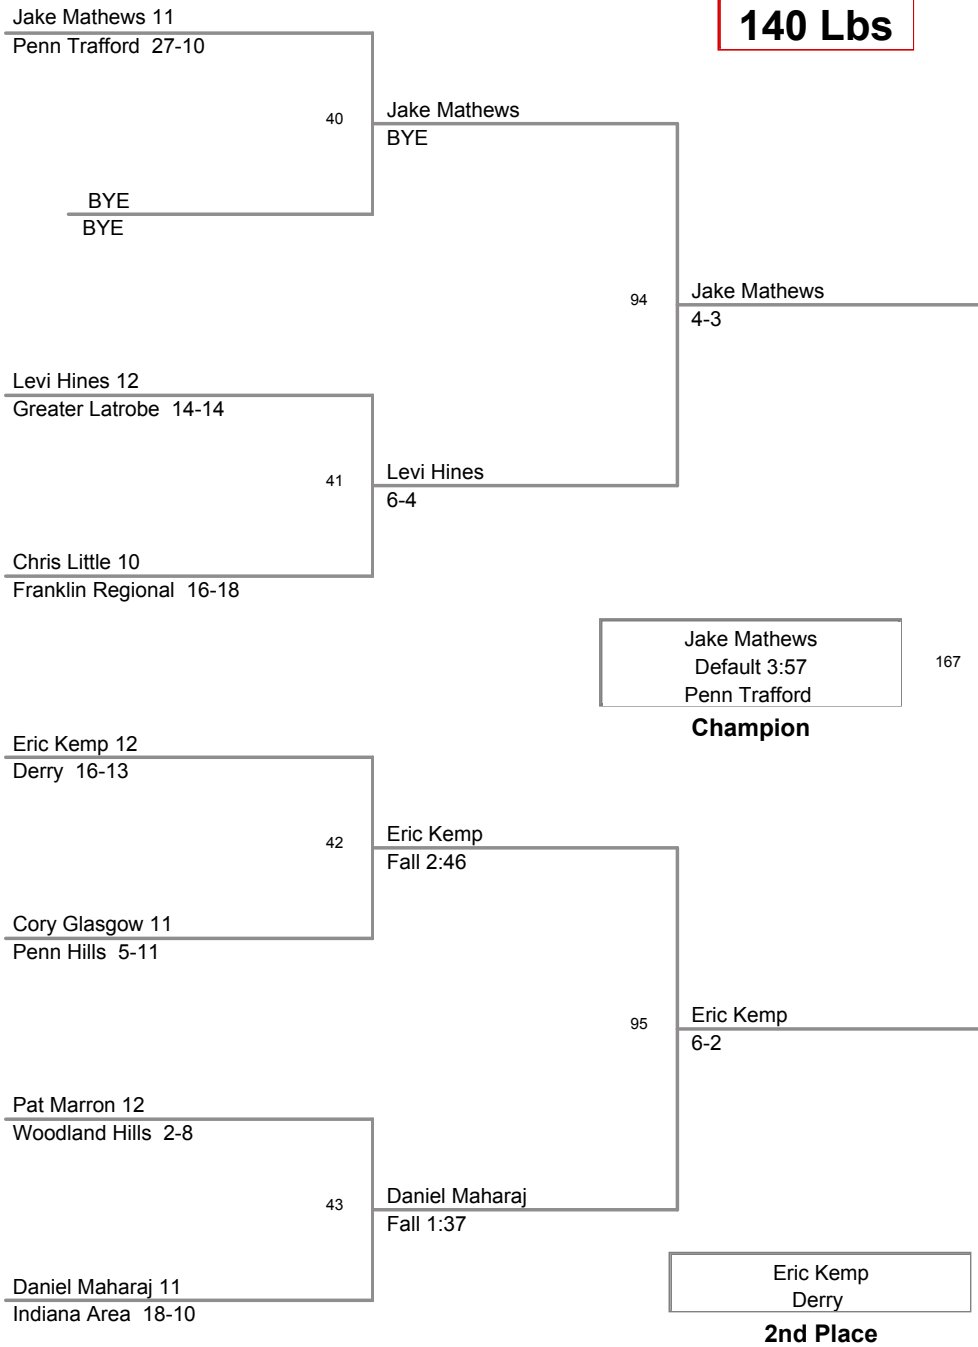 Jake Mathews 11
140 Lbs
Penn Trafford 27-10
40
Jake Mathews
BYE
BYE
BYE
94
Jake Mathews
4-3
Levi Hines 12
Greater Latrobe 14-14
41
Levi Hines
6-4
Chris Little 10
Franklin Regional 16-18
Jake Mathews
Default 3:57
Penn Trafford
167
Champion
Eric Kemp 12
Derry 16-13
42
Eric Kemp
Fall 2:46
Cory Glasgow 11
Penn Hills 5-11
95
Eric Kemp
6-2
Pat Marron 12
Woodland Hills 2-8
43
Daniel Maharaj
Fall 1:37
Daniel Maharaj 11
Indiana Area 18-10
Eric Kemp
Derry
2nd Place